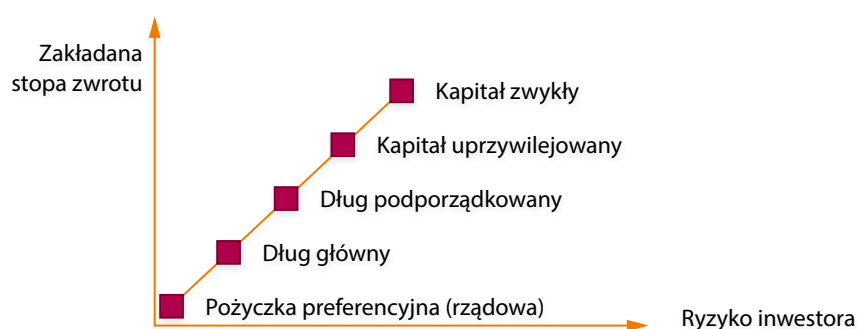 Zakładana
stopa zwrotu
Kapitał zwykły
Kapitał uprzywilejowany
Dług podporządkowany
Dług główny
Pożyczka preferencyjna (rządowa)
Ryzyko inwestora